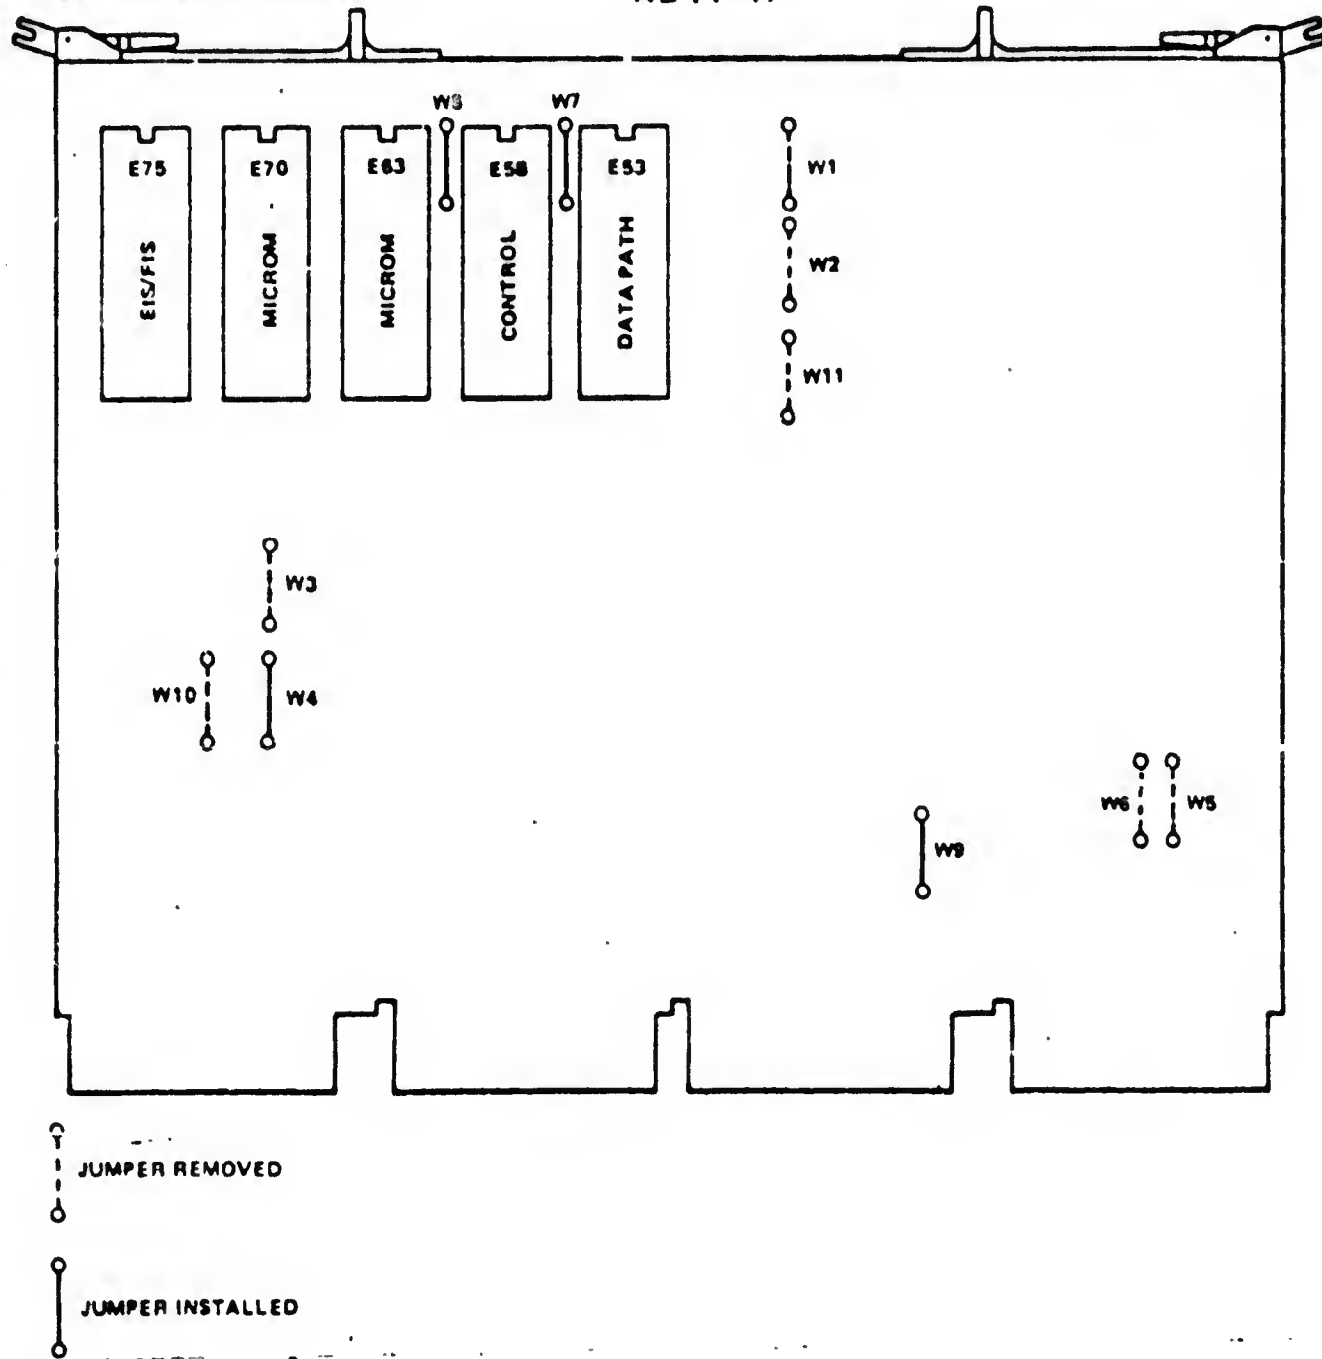 W8
W7
E75
E70
E63
E58
E53
EIS/FIS
MICROM
MICROM
CONTROL
DATA PATH
W1
W2
W11
W3
W10
W4
W6
W5
W9
JUMPER REMOVED
JUMPER INSTALLED